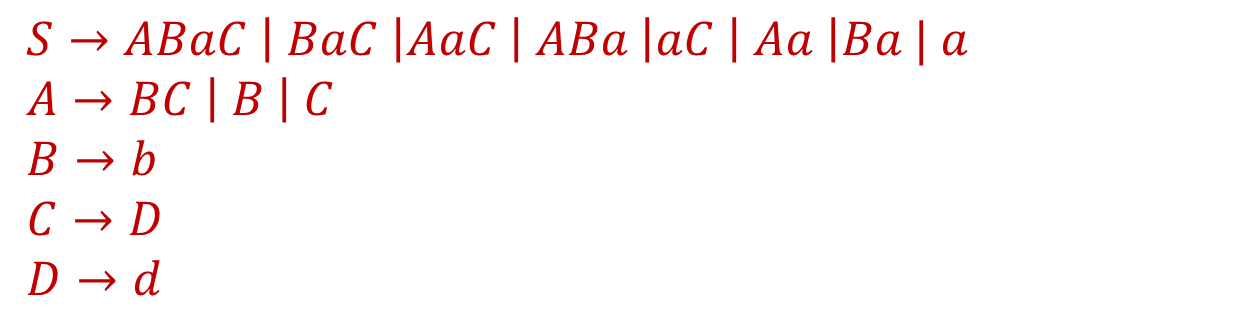 S → ABaC | BaC |AaC | ABa |aC | Aa |Ba | a
A → BC | B | C
B → b
C → D
D → d